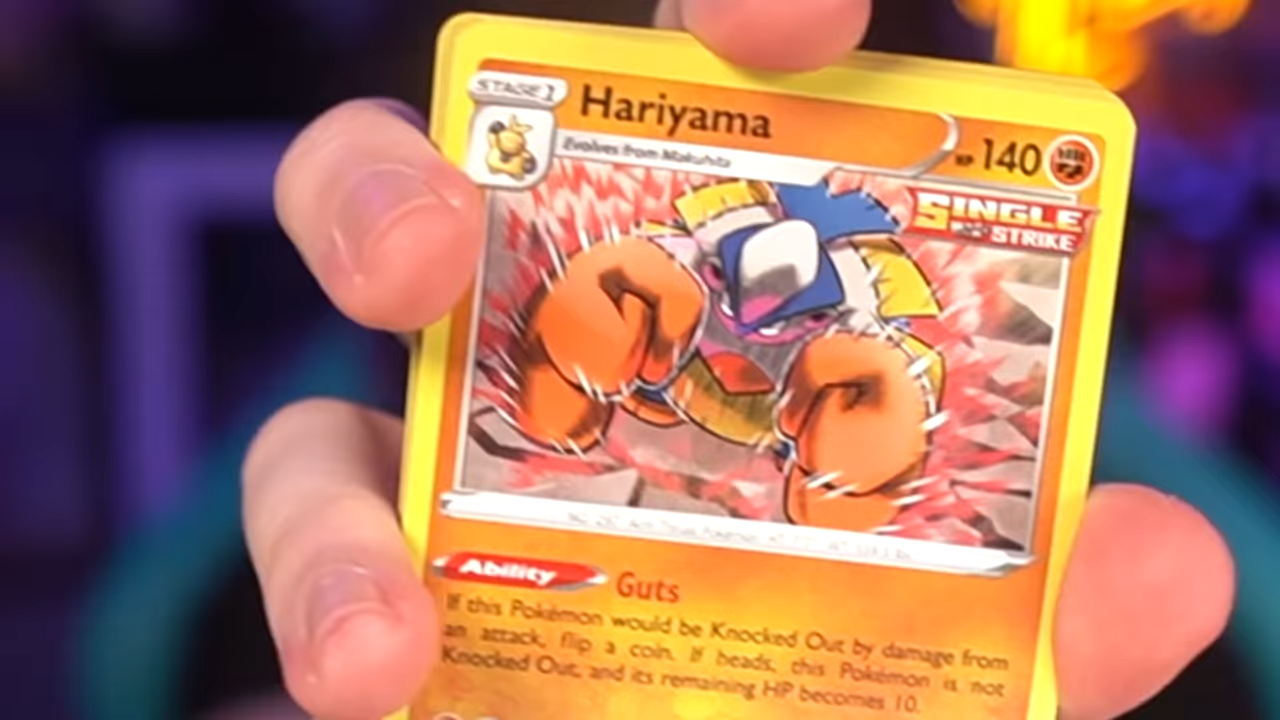 STAGE 1
Hariyama
HP 140
Evolves from Makuhita
SINGLE
STRIKE
Ability Guts
If this Pokémon would be Knocked Out by damage from
an attack, flip a coin. If heads, this Pokémon is not
Knocked Out, and its remaining HP becomes 10.